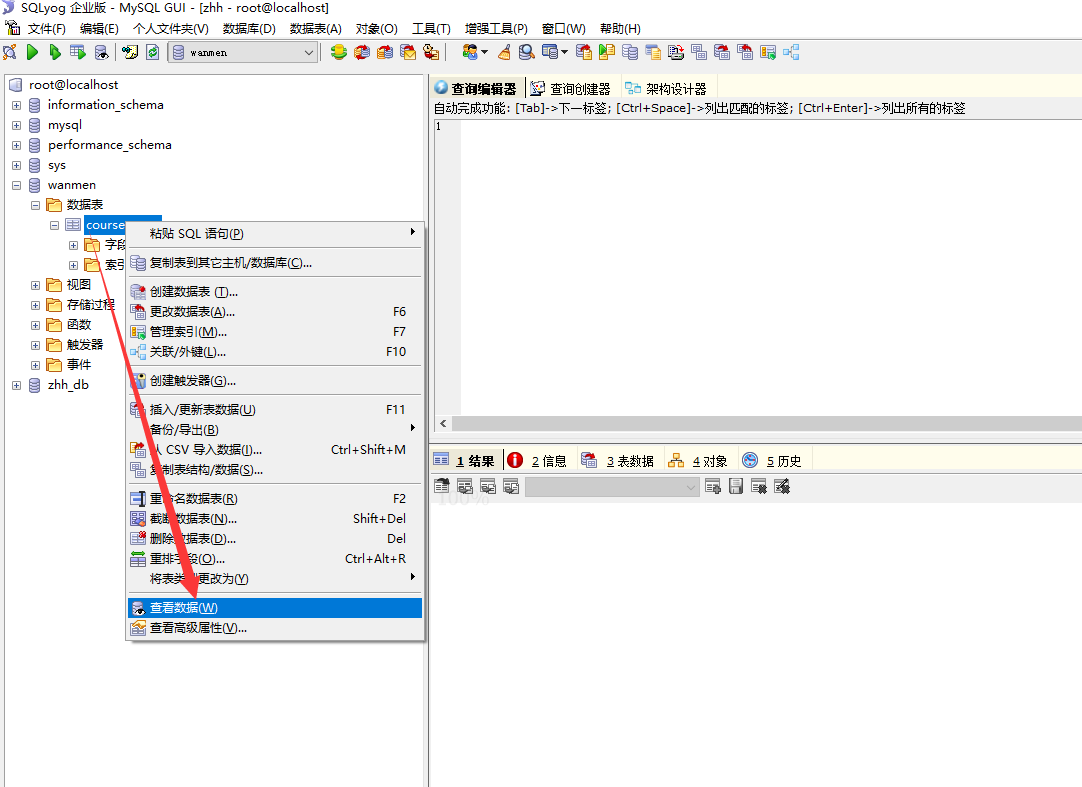 SQLyog 企业版 - MySQL GUI - [zhh - root@localhost]
文件(F) 编辑(E) 个人文件夹(V) 数据库(D) 数据表(A) 对象(O) 工具(T) 增强工具(P) 窗口(W) 帮助(H)
wanmen
root@localhost
information_schema
mysql
performance_schema
sys
wanmen
数据表
course
字段
索引
视图
存储过程
函数
触发器
事件
zhh_db
粘贴 SQL 语句(P)
复制表到其它主机/数据库(C)...
创建数据表 (T)...
更改数据表(A)... F6
管理索引(M)... F7
关联/外键(L)... F10
创建触发器(G)...
插入/更新表数据(U) F11
备份/导出(B)
从 CSV 导入数据(I)... Ctrl+Shift+M
复制表结构/数据(S)...
重命名数据表(R) F2
截断数据表(N)... Shift+Del
删除数据表(D)... Del
重排字段(O)... Ctrl+Alt+R
将表类型更改为(Y)
查看数据(W)
查看高级属性(V)...
查询编辑器 查询创建器 架构设计器
自动完成功能: [Tab]->下一标签; [Ctrl+Space]->列出匹配的标签; [Ctrl+Enter]->列出所有的标签
1
1 结果 2 信息 3 表数据 4 对象 5 历史
100%